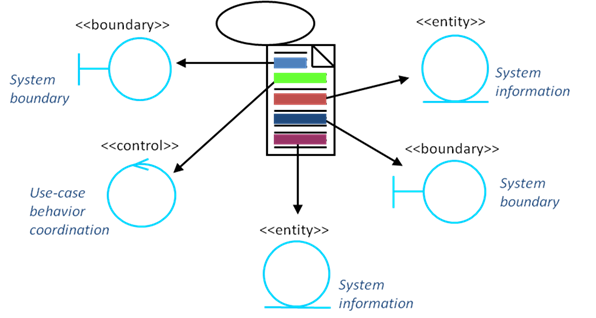 <<boundary>>
System
boundary
<<entity>>
System
information
<<control>>
Use-case
behavior
coordination
<<boundary>>
System
boundary
<<entity>>
System
information